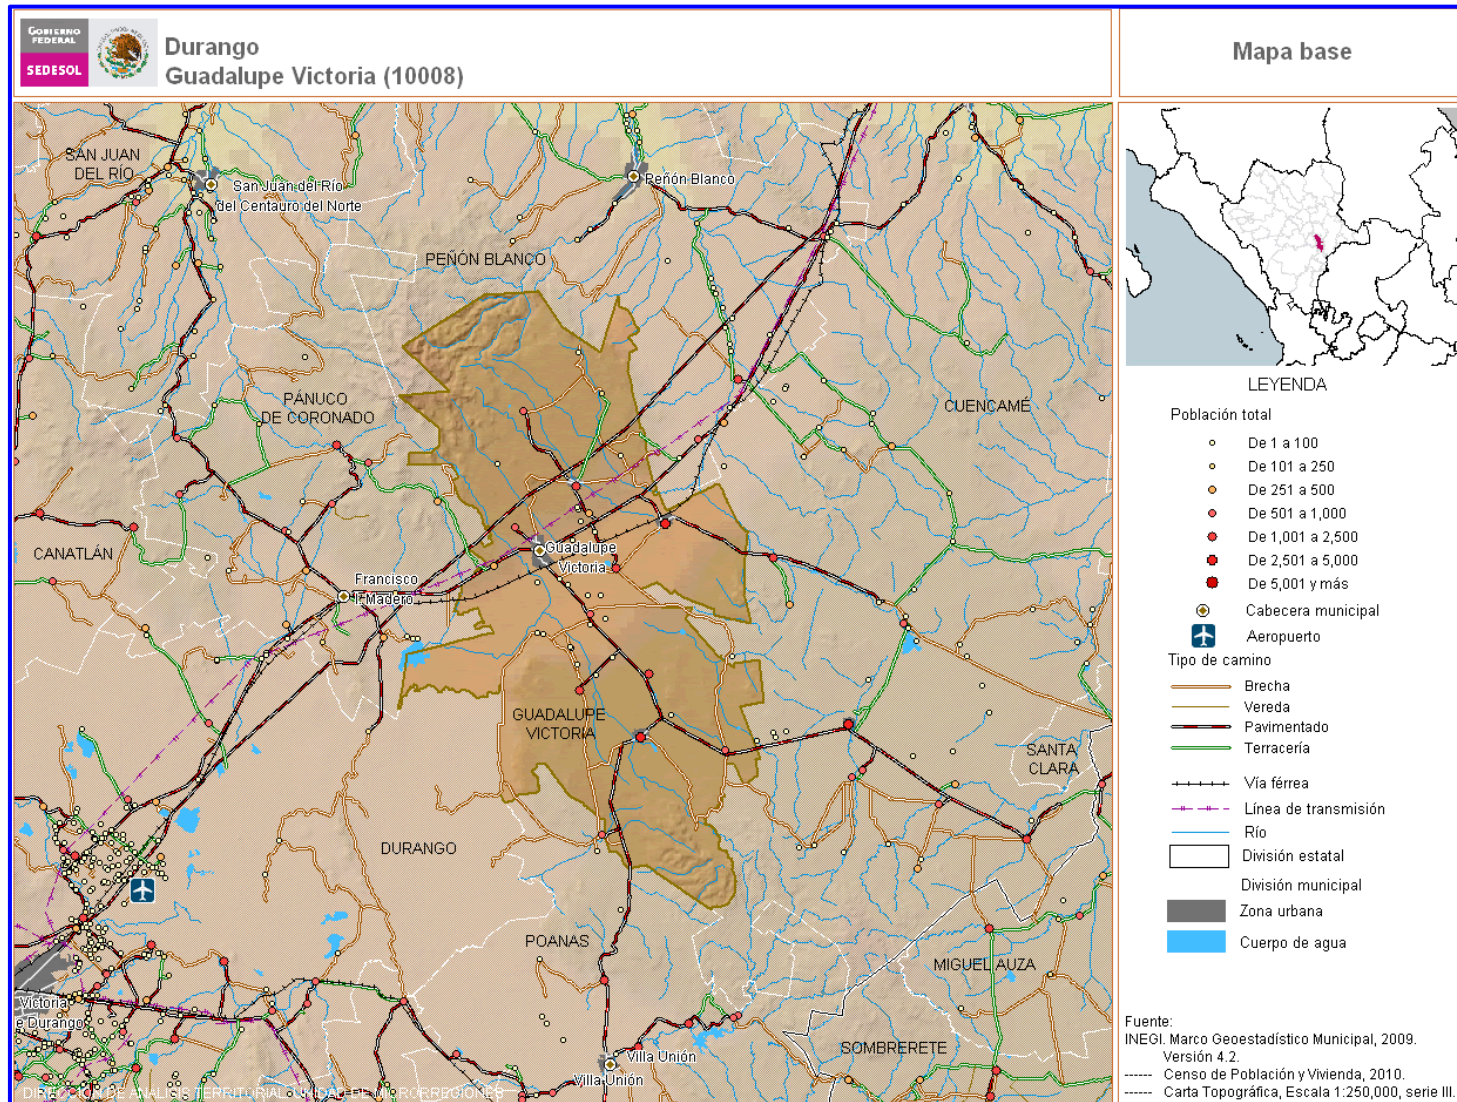 GOBIERNO
FEDERAL
SEDESOL
Durango
Guadalupe Victoria (10008)
Mapa base
SAN JUAN
DEL RÍO
San Juan del Río
del Centauro del Norte
Peñón Blanco
PEÑÓN BLANCO
PÁNUCO
DE CORONADO
CUENCAMÉ
CANATLÁN
Guadalupe
Victoria
Francisco
I. Madero
GUADALUPE
VICTORIA
SANTA
CLARA
DURANGO
POANAS
MIGUEL AUZA
Victoria
e Durango
SOMBRERETE
Villa Unión
Villa Unión
DIRECCIÓN DE ANÁLISIS TERRITORIAL. UNIDAD DE MICRORREGIONES
LEYENDA
Población total
De 1 a 100
De 101 a 250
De 251 a 500
De 501 a 1,000
De 1,001 a 2,500
De 2,501 a 5,000
De 5,001 y más
Cabecera municipal
Aeropuerto
Tipo de camino
Brecha
Vereda
Pavimentado
Terracería
Vía férrea
Línea de transmisión
Río
División estatal
División municipal
Zona urbana
Cuerpo de agua
Fuente:
INEGI. Marco Geoestadístico Municipal, 2009.
Versión 4.2.
------ Censo de Población y Vivienda, 2010.
------ Carta Topográfica, Escala 1:250,000, serie III.